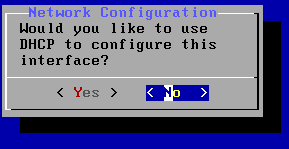 Network Configuration
Would you like to use
DHCP to configure this
interface?
< Yes > < No >